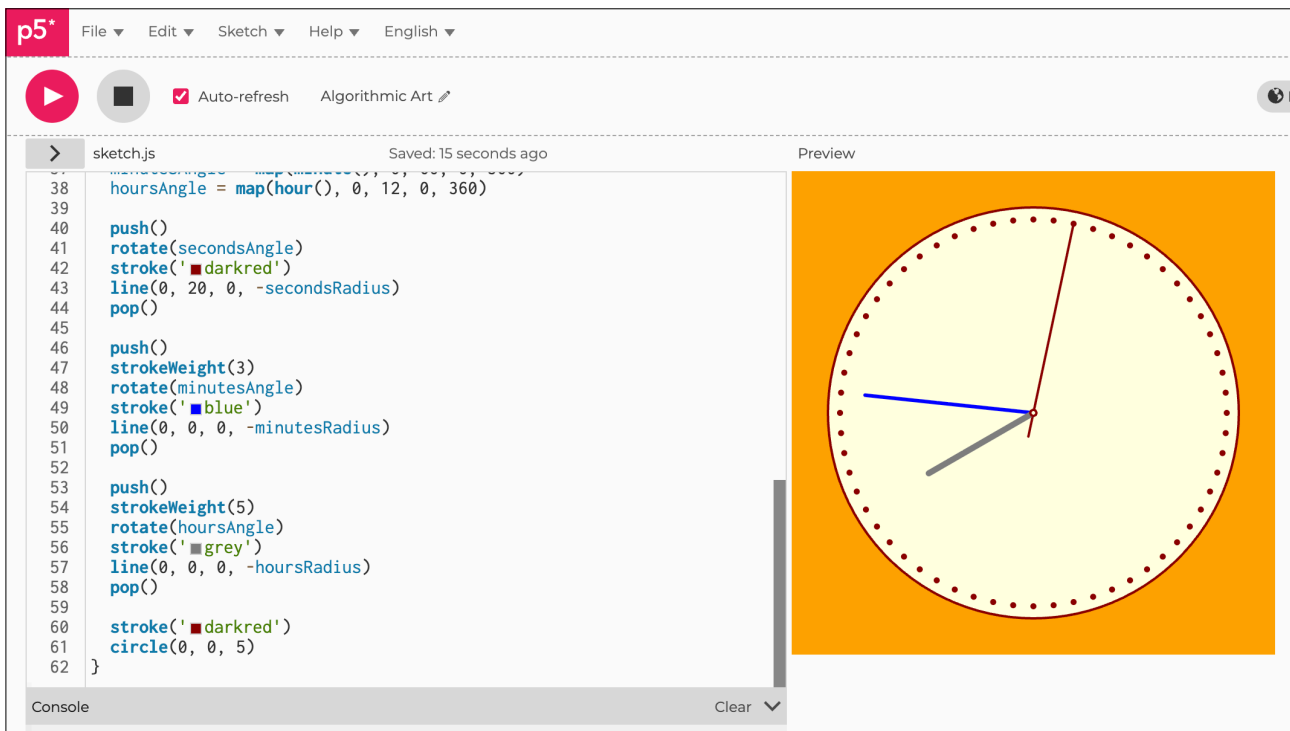 p5* File Edit Sketch Help English
Auto-refresh Algorithmic Art
sketch.js Saved: 15 seconds ago Preview
38 hoursAngle = map(hour(), 0, 12, 0, 360)
39
40 push()
41 rotate(secondsAngle)
42 stroke('darkred')
43 line(0, 20, 0, -secondsRadius)
44 pop()
45
46 push()
47 strokeWeight(3)
48 rotate(minutesAngle)
49 stroke('blue')
50 line(0, 0, 0, -minutesRadius)
51 pop()
52
53 push()
54 strokeWeight(5)
55 rotate(hoursAngle)
56 stroke('grey')
57 line(0, 0, 0, -hoursRadius)
58 pop()
59
60 stroke('darkred')
61 circle(0, 0, 5)
62 }
Console Clear